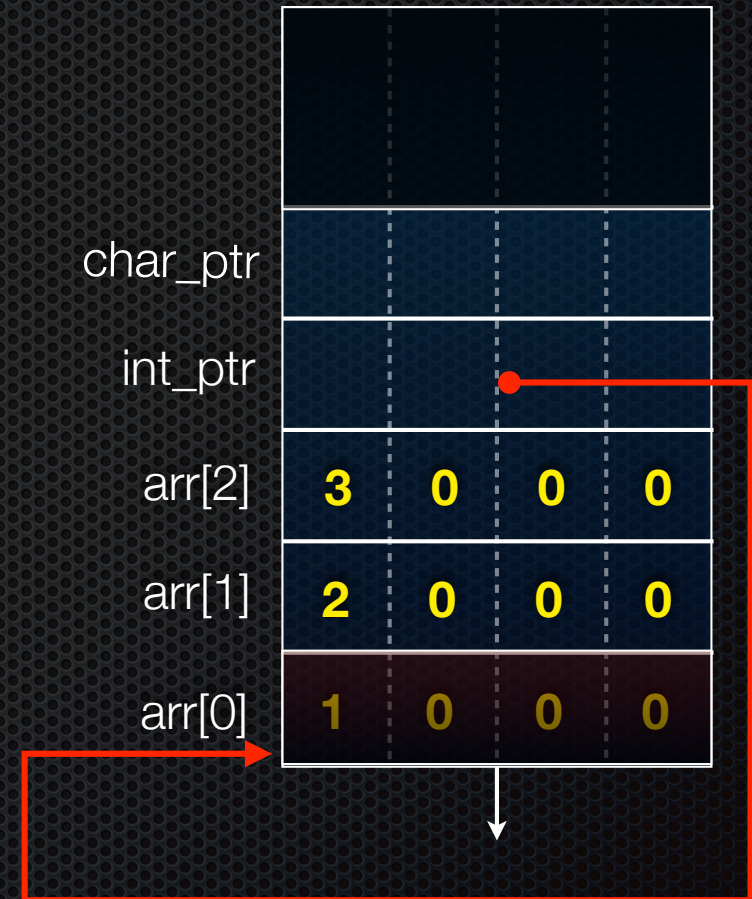 char_ptr
int_ptr
arr[2] 3 0 0 0
arr[1] 2 0 0 0
arr[0] 1 0 0 0